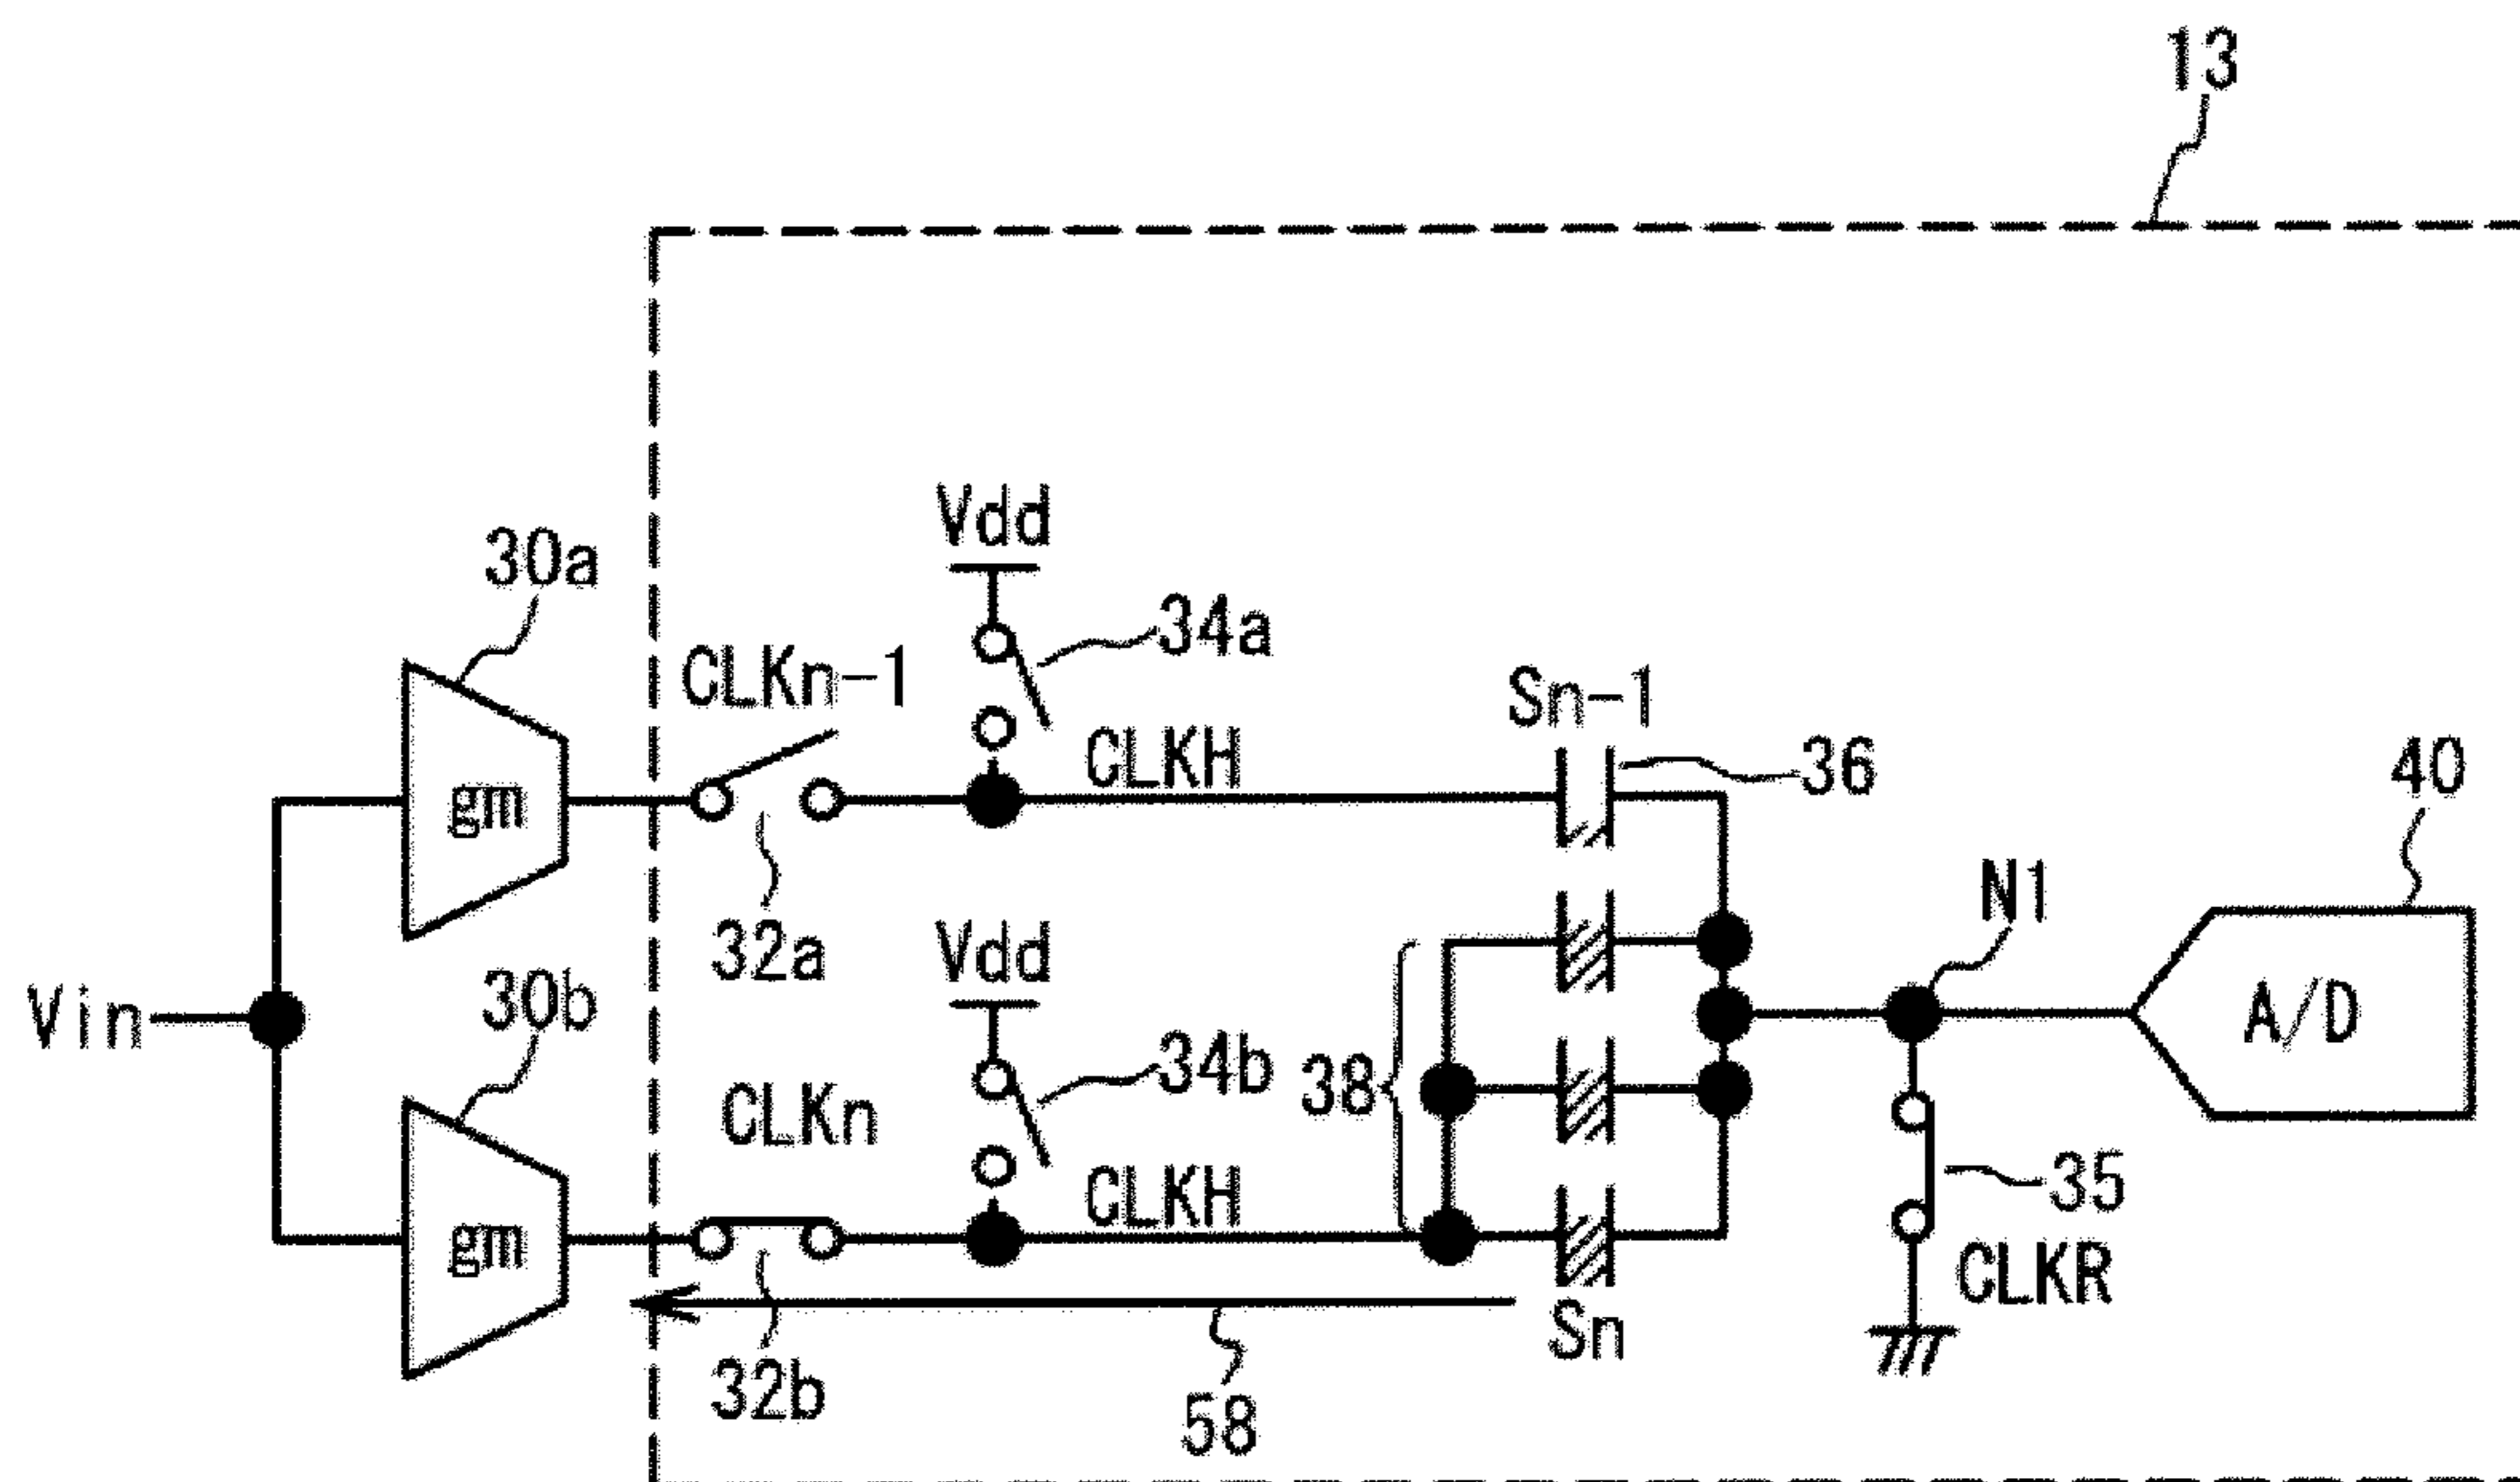 13
Vdd
30a
34a
CLKn-1
Sn-1
CLKH
36
40
gm
N1
32a
Vdd
30b
Vin
A/D
34b
38
CLKn
35
CLKH
gm
CLKR
Sn
32b
58